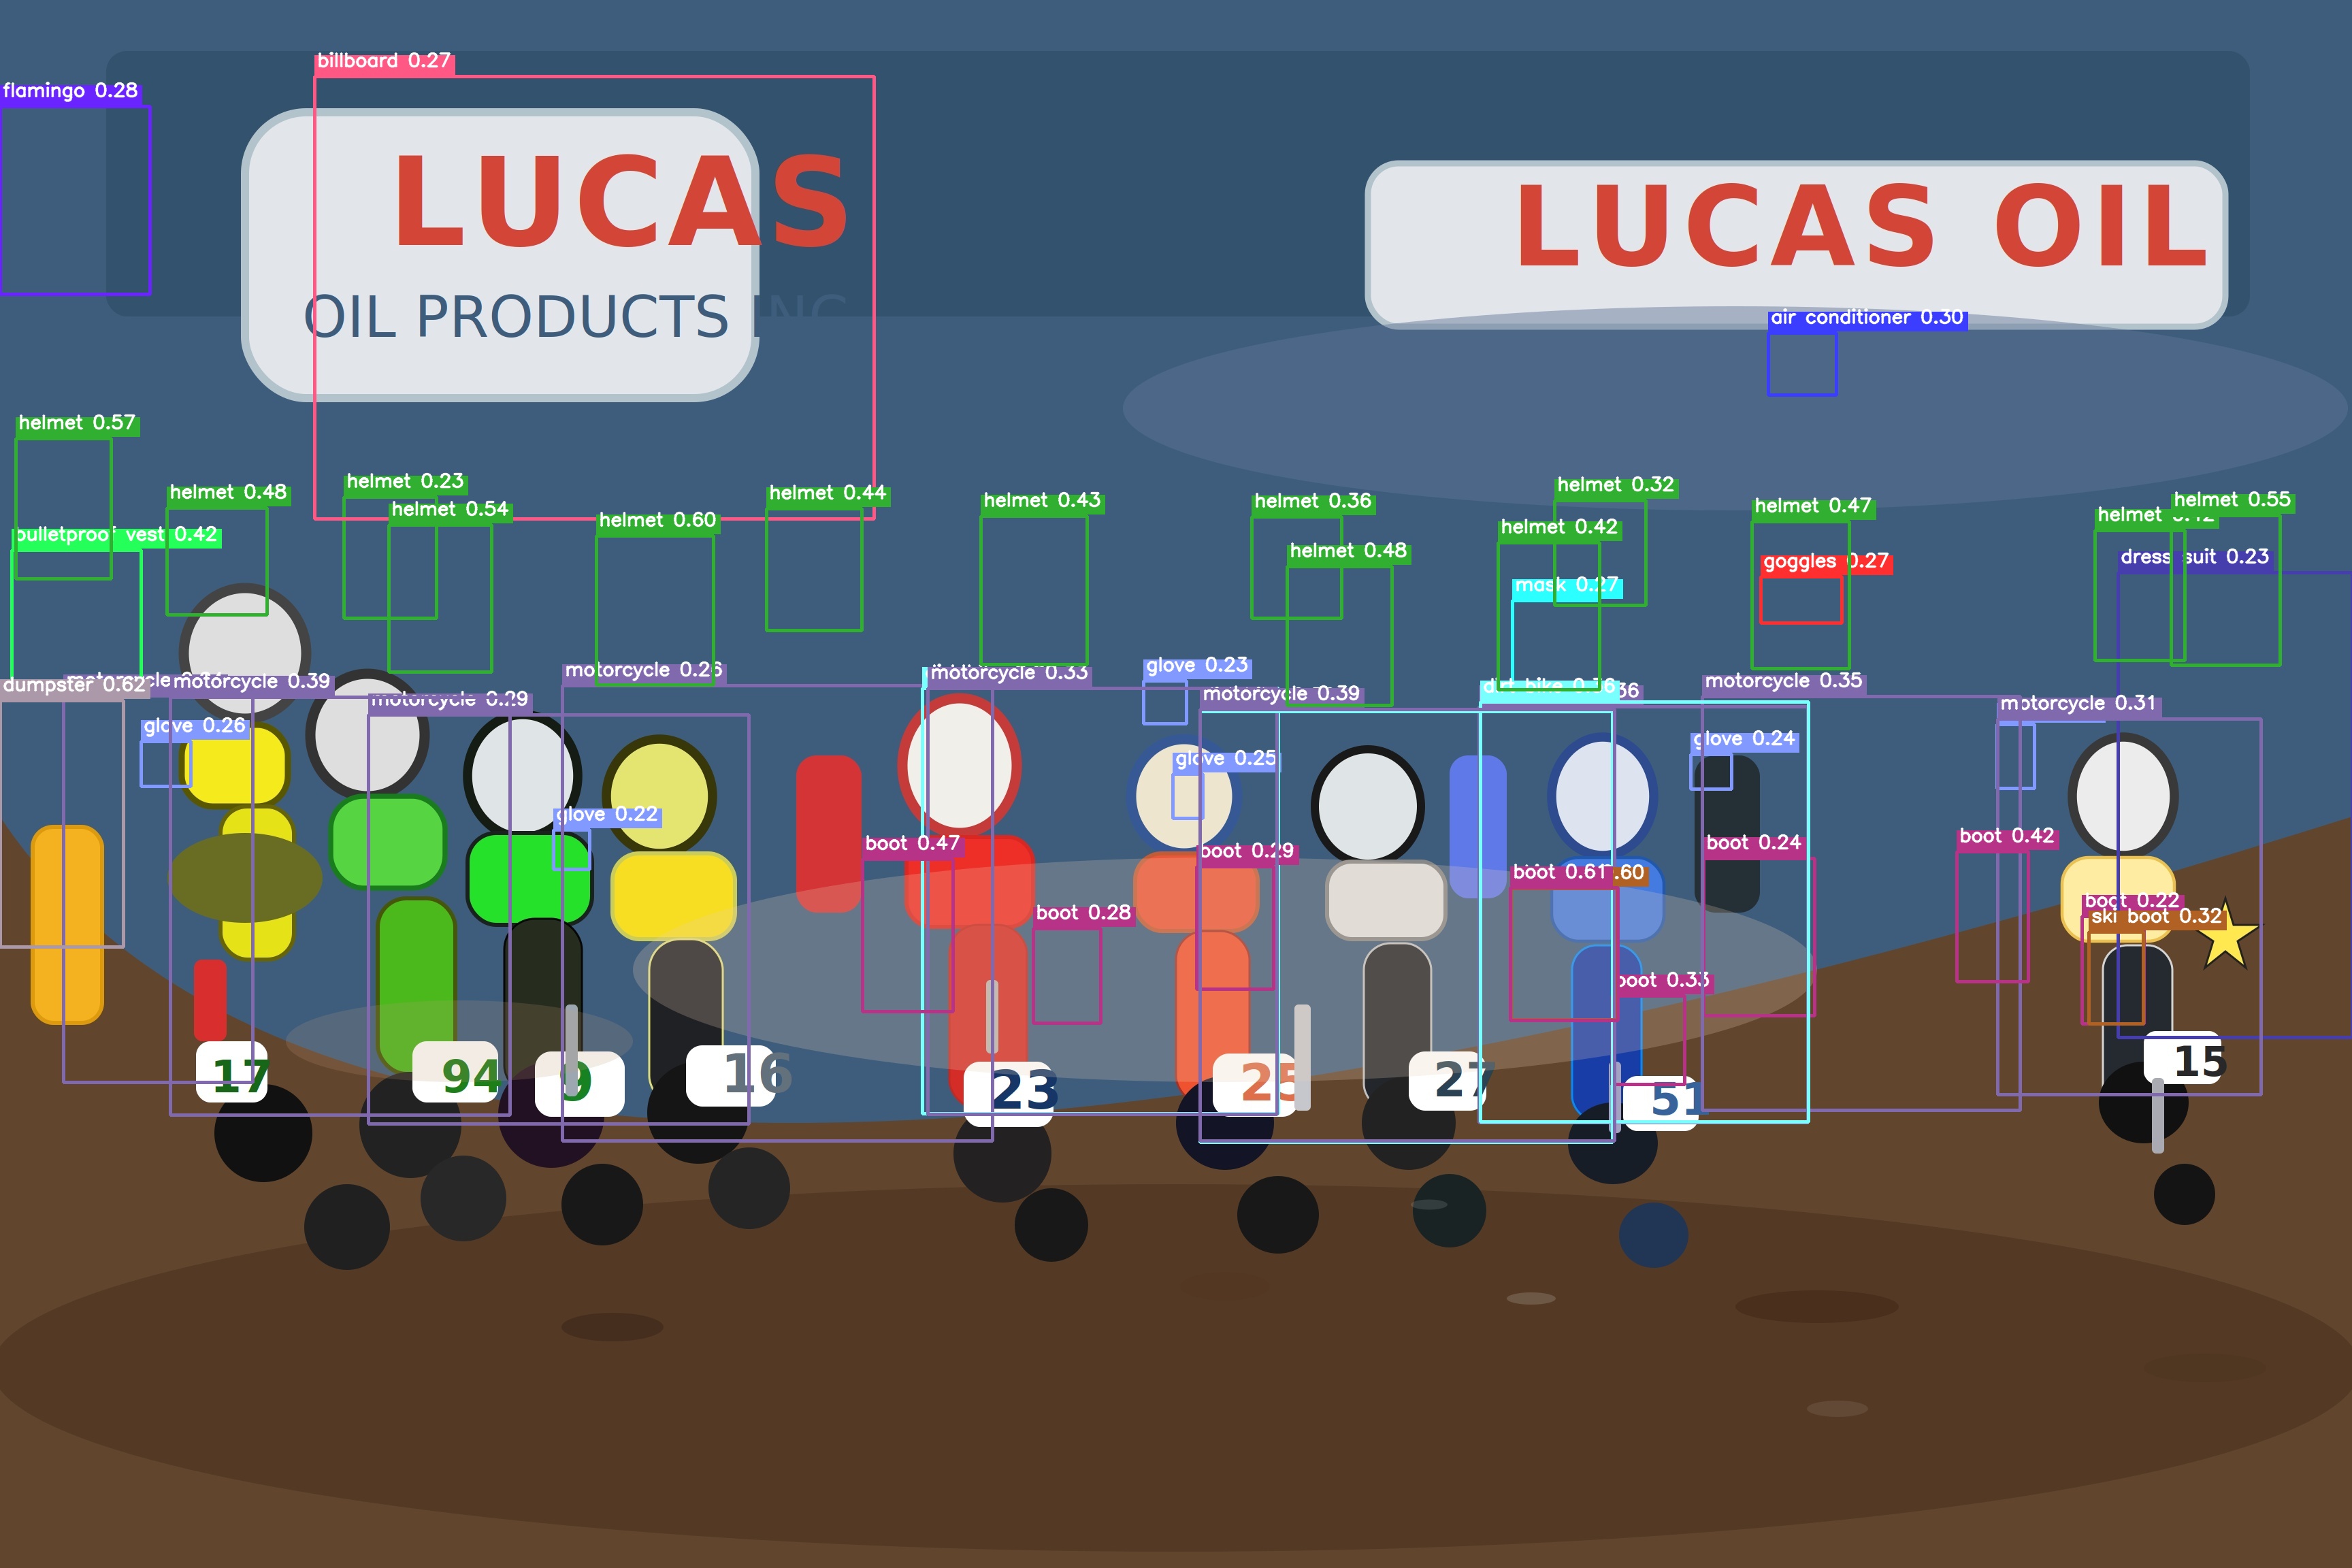 billboard 0.27
flamingo 0.28
LUCAS
LUCAS OIL
OIL PRODUCTS INC
air conditioner 0.30
helmet 0.57
helmet 0.48
helmet 0.23
helmet 0.54
helmet 0.60
helmet 0.44
helmet 0.43
helmet 0.36
helmet 0.48
helmet 0.42
helmet 0.32
helmet 0.47
helmet
helmet 0.55
bulletproof vest 0.42
goggles 0.27
dress suit 0.23
mask 0.27
dumpster 0.62
motorcycle
motorcycle 0.39
motorcycle 0.29
motorcycle 0.26
motorcycle 0.33
glove 0.23
motorcycle 0.39
dirt bike 0.36
motorcycle 0.35
motorcycle 0.31
glove 0.26
glove 0.25
glove 0.24
glove 0.22
boot 0.47
boot 0.29
boot 0.24
boot 0.42
boot 0.61
.60
boot 0.28
boot 0.22
ski boot 0.32
boot 0.33
17
94
9
16
23
25
27
51
15